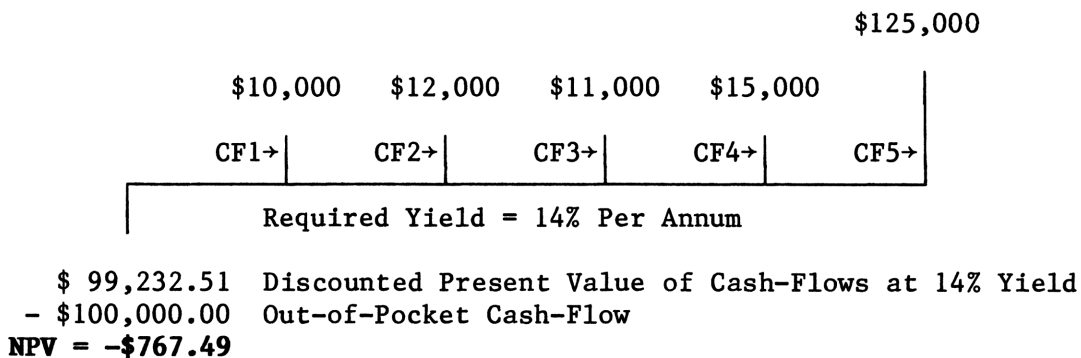 $125,000
$10,000 $12,000 $11,000 $15,000
CF1→ CF2→ CF3→ CF4→ CF5→
Required Yield = 14% Per Annum
$ 99,232.51 Discounted Present Value of Cash-Flows at 14% Yield
- $100,000.00 Out-of-Pocket Cash-Flow
NPV = -$767.49